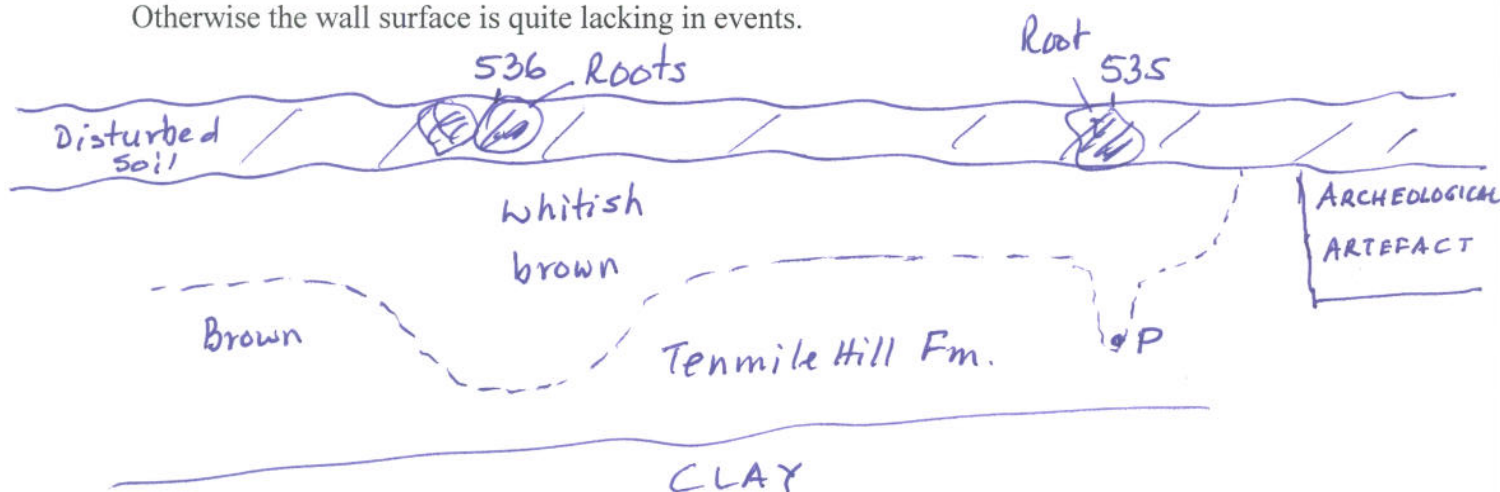 Otherwise the wall surface is quite lacking in events.
536 Roots
Root
535
Disturbed
soil
whitish
brown
ARCHEOLOGICAL
ARTEFACT
Brown
Tenmile Hill Fm.
P
CLAY